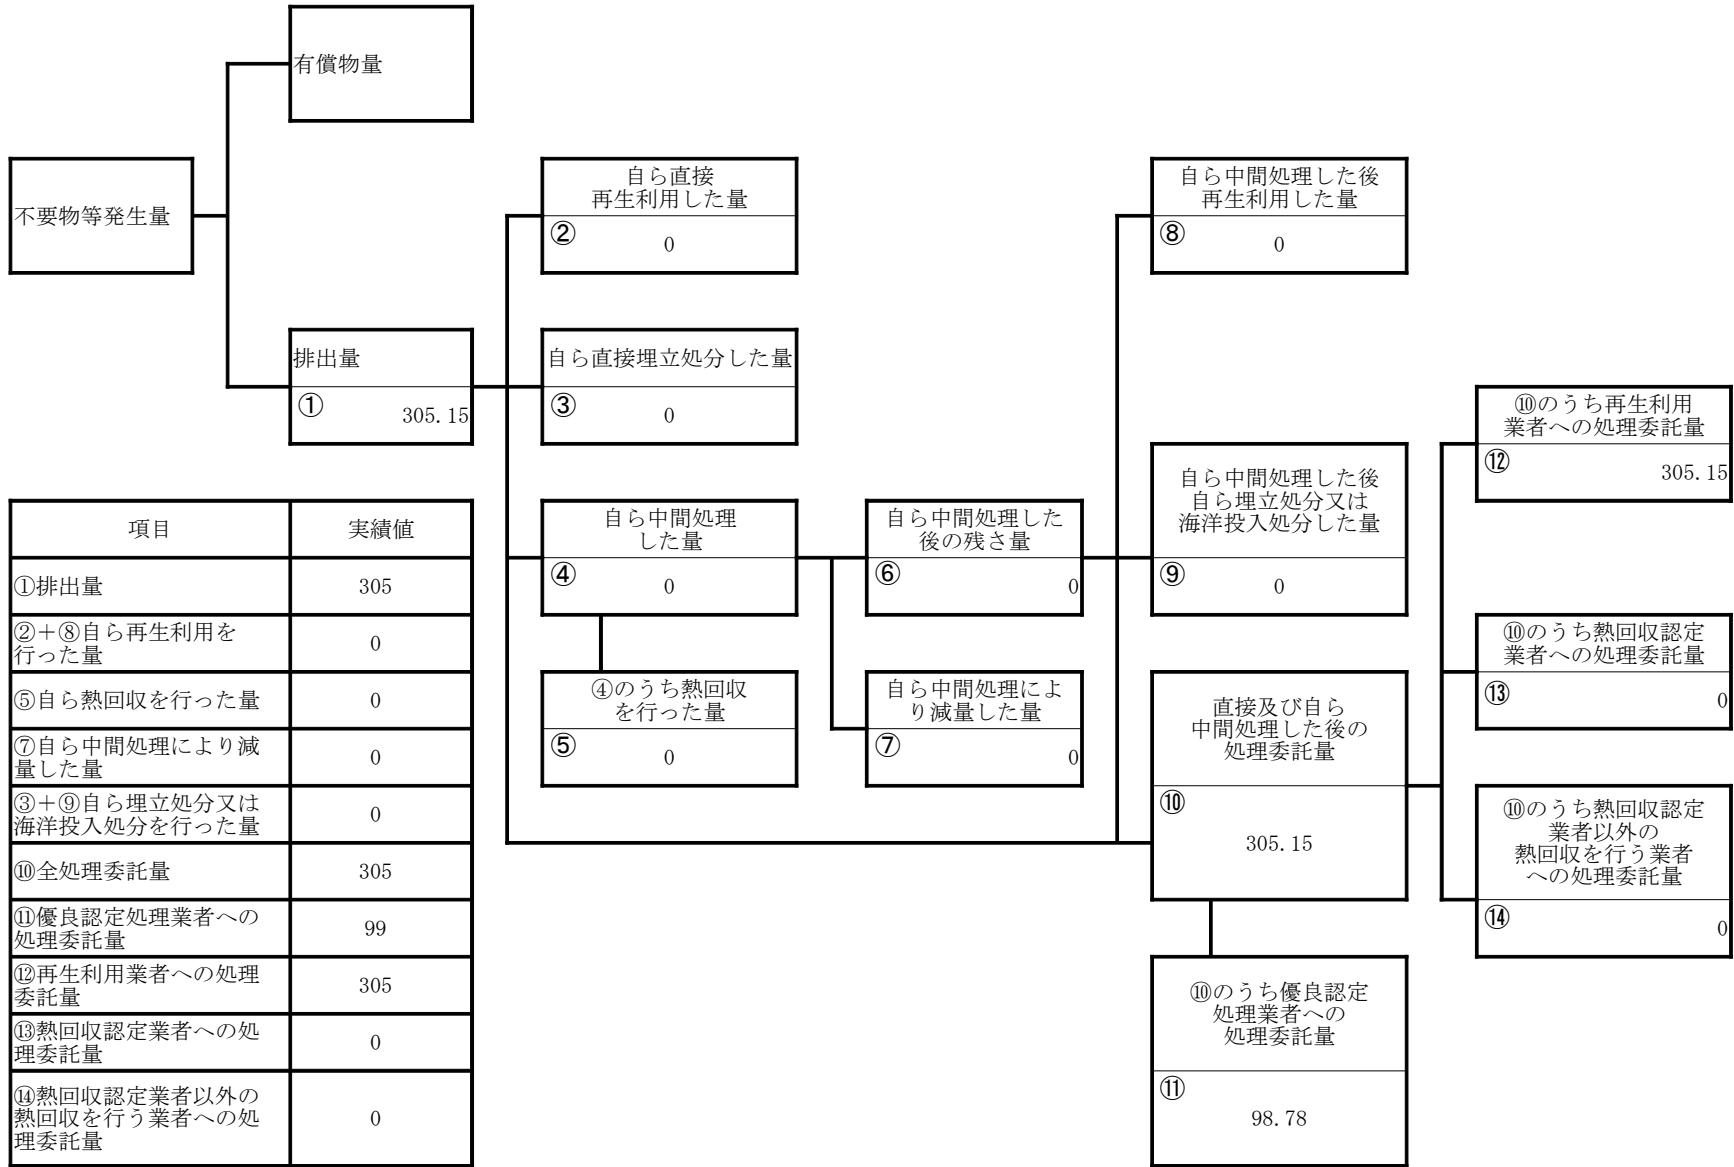 有償物量
不要物等発生量
排出量
①
305.15
自ら直接
再生利用した量
②
0
自ら直接埋立処分した量
③
0
自ら中間処理
した量
④
0
④のうち熱回収
を行った量
⑤
0
自ら中間処理した
後の残さ量
⑥
0
自ら中間処理によ
り減量した量
⑦
0
自ら中間処理した後
再生利用した量
⑧
0
自ら中間処理した後
自ら埋立処分又は
海洋投入処分した量
⑨
0
直接及び自ら
中間処理した後の
処理委託量
⑩
305.15
⑩のうち優良認定
処理業者への
処理委託量
⑪
98.78
⑩のうち再生利用
業者への処理委託量
⑫
305.15
⑩のうち熱回収認定
業者への処理委託量
⑬
0
⑩のうち熱回収認定
業者以外の
熱回収を行う業者
への処理委託量
⑭
0
項目 実績値
①排出量 305
②＋⑧自ら再生利用を
行った量 0
⑤自ら熱回収を行った量 0
⑦自ら中間処理により減
量した量 0
③＋⑨自ら埋立処分又は
海洋投入処分を行った量 0
⑩全処理委託量 305
⑪優良認定処理業者への
処理委託量 99
⑫再生利用業者への処理
委託量 305
⑬熱回収認定業者への処
理委託量 0
⑭熱回収認定業者以外の
熱回収を行う業者への処
理委託量 0